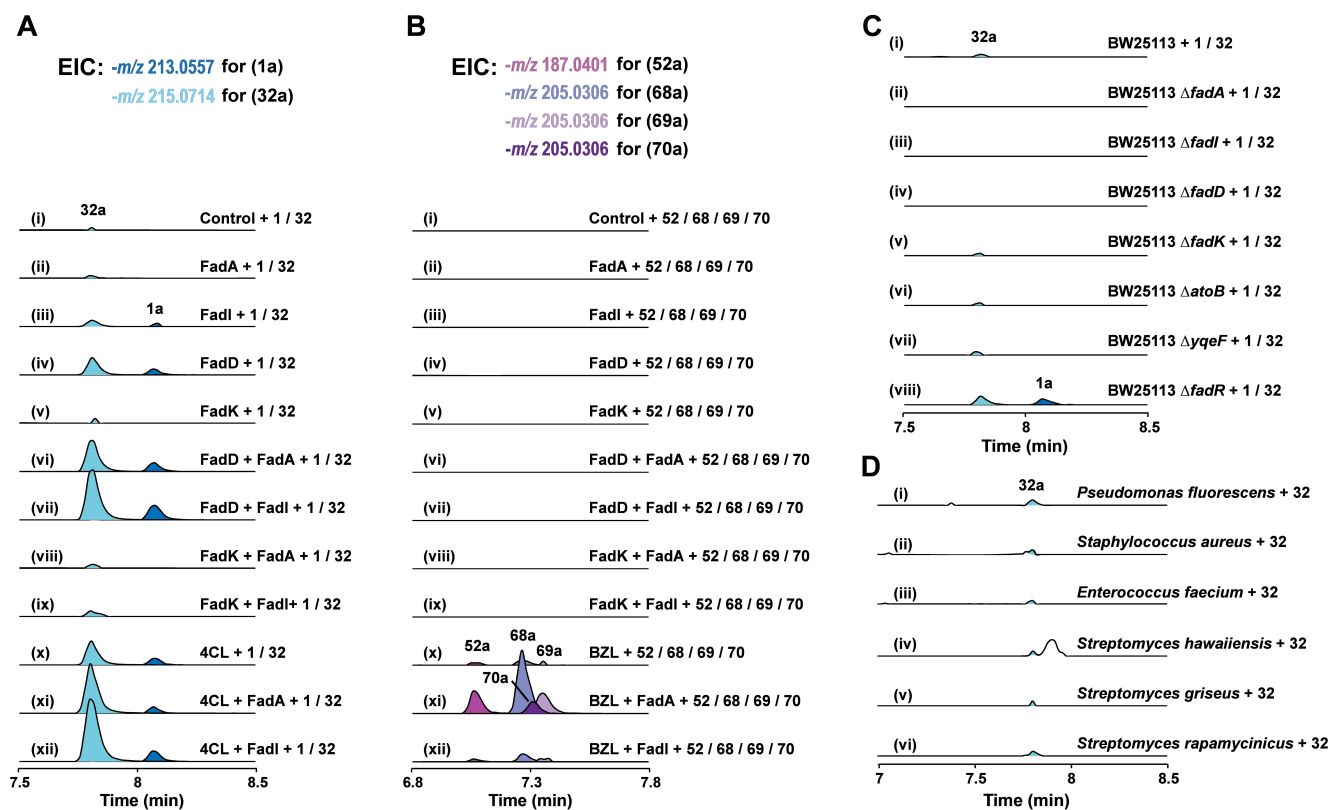 A
EIC: -m/z 213.0557 for (1a)
-m/z 215.0714 for (32a)
(i) 32a Control + 1 / 32
(ii) FadA + 1 / 32
(iii) 1a FadI + 1 / 32
(iv) FadD + 1 / 32
(v) FadK + 1 / 32
(vi) FadD + FadA + 1 / 32
(vii) FadD + FadI + 1 / 32
(viii) FadK + FadA + 1 / 32
(ix) FadK + FadI+ 1 / 32
(x) 4CL + 1 / 32
(xi) 4CL + FadA + 1 / 32
(xii) 4CL + FadI + 1 / 32
7.5 8 8.5
Time (min)
B
EIC: -m/z 187.0401 for (52a)
-m/z 205.0306 for (68a)
-m/z 205.0306 for (69a)
-m/z 205.0306 for (70a)
(i) Control + 52 / 68 / 69 / 70
(ii) FadA + 52 / 68 / 69 / 70
(iii) FadI + 52 / 68 / 69 / 70
(iv) FadD + 52 / 68 / 69 / 70
(v) FadK + 52 / 68 / 69 / 70
(vi) FadD + FadA + 52 / 68 / 69 / 70
(vii) FadD + FadI + 52 / 68 / 69 / 70
(viii) FadK + FadA + 52 / 68 / 69 / 70
(ix) FadK + FadI + 52 / 68 / 69 / 70
68a
(x) 52a 69a BZL + 52 / 68 / 69 / 70
70a
(xi) BZL + FadA + 52 / 68 / 69 / 70
(xii) BZL + FadI + 52 / 68 / 69 / 70
6.8 7.3 7.8
Time (min)
C
(i) 32a BW25113 + 1 / 32
(ii) BW25113 ΔfadA + 1 / 32
(iii) BW25113 ΔfadI + 1 / 32
(iv) BW25113 ΔfadD + 1 / 32
(v) BW25113 ΔfadK + 1 / 32
(vi) BW25113 ΔatoB + 1 / 32
(vii) BW25113 ΔyqeF + 1 / 32
(viii) 1a BW25113 ΔfadR + 1 / 32
7.5 8 8.5
Time (min)
D
(i) 32a Pseudomonas fluorescens + 32
(ii) Staphylococcus aureus + 32
(iii) Enterococcus faecium + 32
(iv) Streptomyces hawaiiensis + 32
(v) Streptomyces griseus + 32
(vi) Streptomyces rapamycinicus + 32
7 7.5 8 8.5
Time (min)